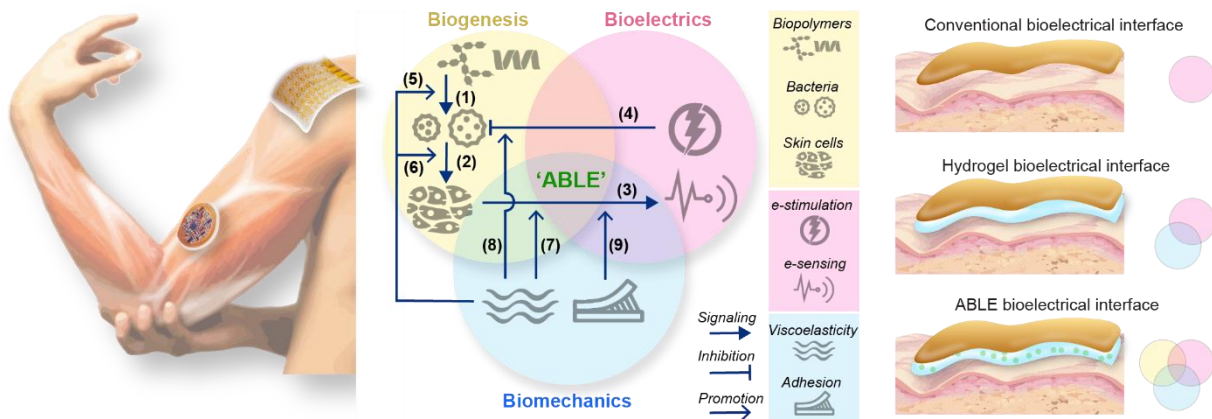 Biogenesis
Bioelectrics
(5)
(1)
(4)
(6)
(2)
'ABLE'
(3)
(8)
(7)
(9)
Biomechanics
Signaling
Inhibition
Promotion
Biopolymers
Bacteria
Skin cells
e-stimulation
e-sensing
Viscoelasticity
Adhesion
Conventional bioelectrical interface
Hydrogel bioelectrical interface
ABLE bioelectrical interface